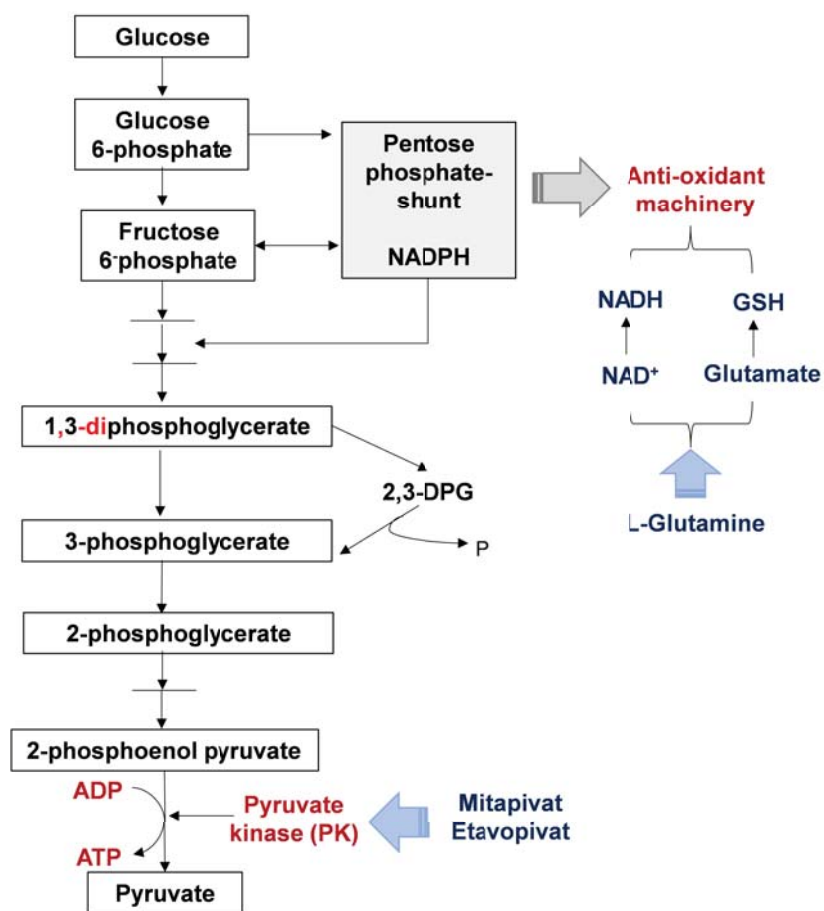 Glucose
Glucose
6-phosphate
Pentose
phosphate-
shunt
NADPH
Anti-oxidant
machinery
Fructose
6-phosphate
NADH
GSH
NAD⁺
Glutamate
L-Glutamine
1,3-diphosphoglycerate
2,3-DPG
P
3-phosphoglycerate
2-phosphoglycerate
2-phosphoenol pyruvate
ADP
ATP
Pyruvate
kinase (PK)
Mitapivat
Etavopivat
Pyruvate